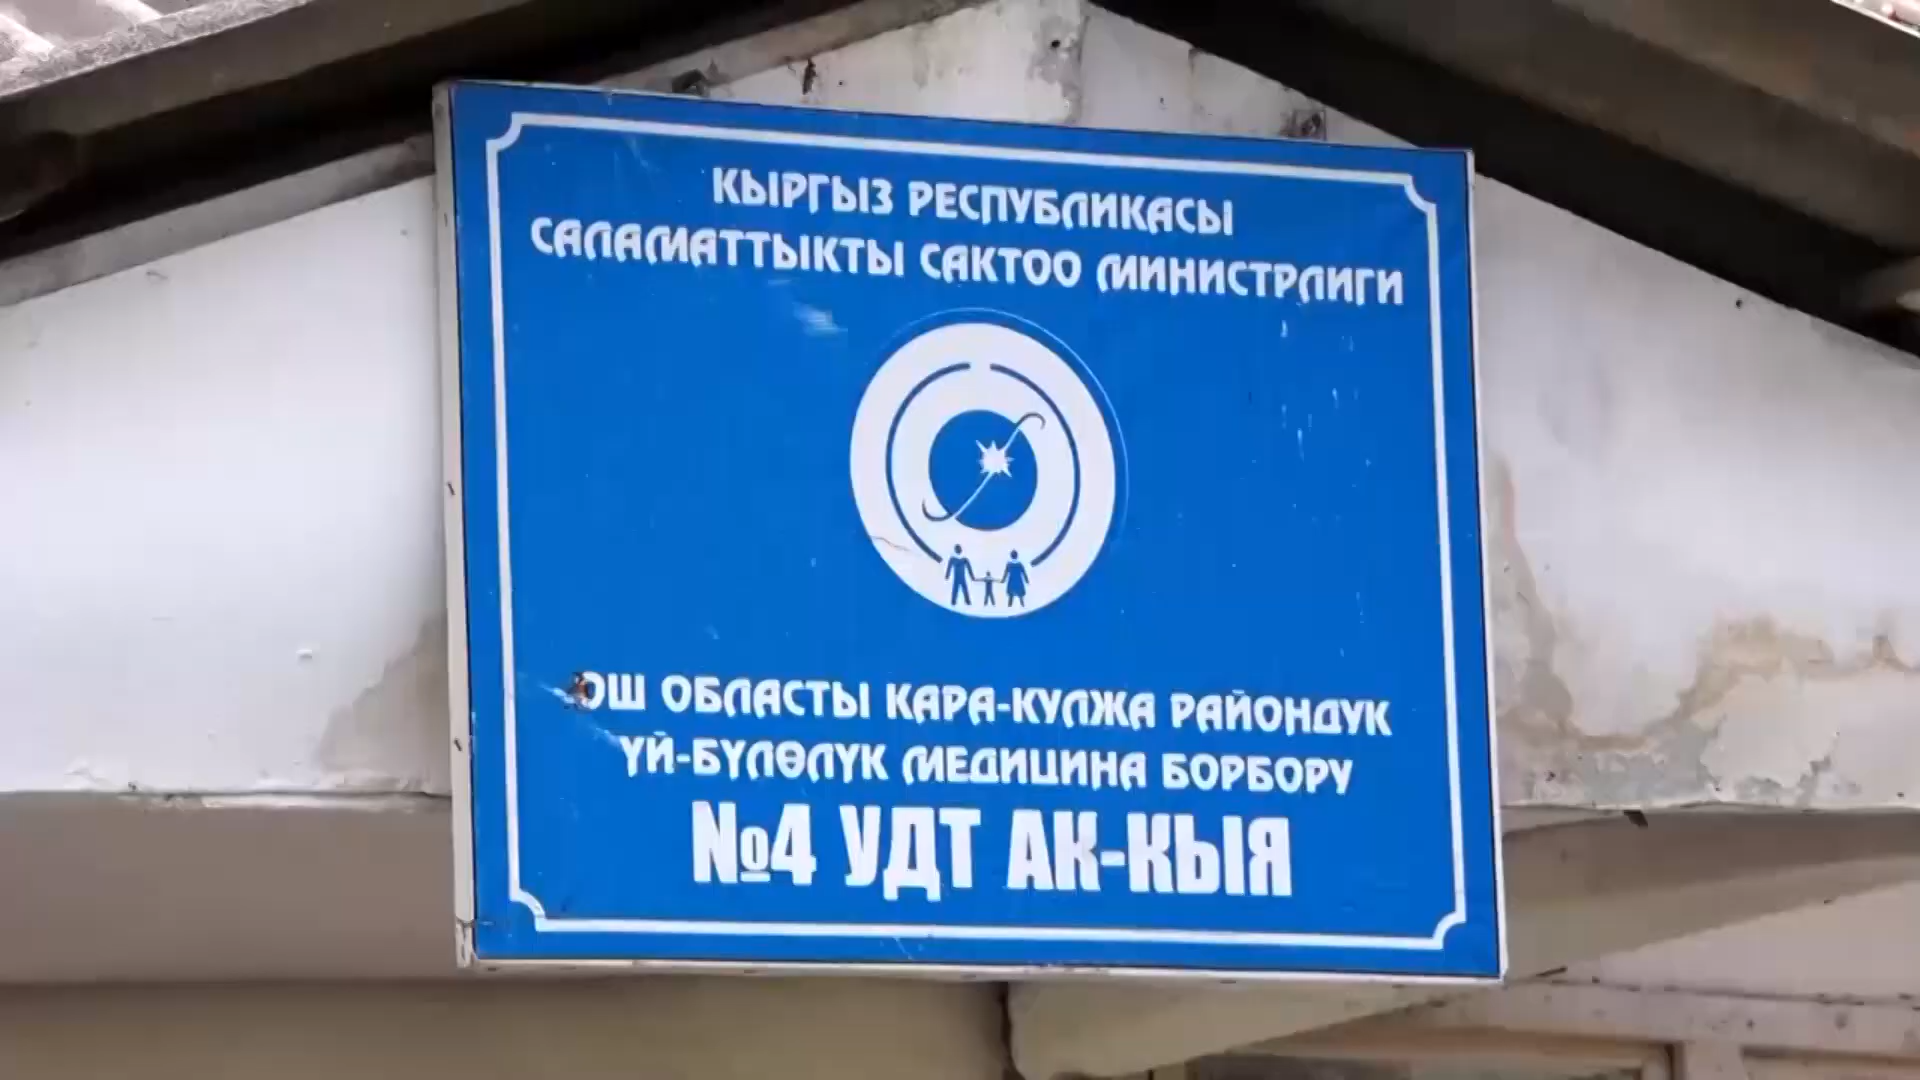 КЫРГЫЗ РЕСПУБЛИКАСЫ
САЛАМАТТЫКТЫ САКТОО МИНИСТРЛИГИ
ОШ ОБЛАСТЫ КАРА-КУЛЖА РАЙОНДУК
ҮЙ-БҮЛӨЛҮК МЕДИЦИНА БОРБОРУ
№4 УДТ АК-КЫЯ